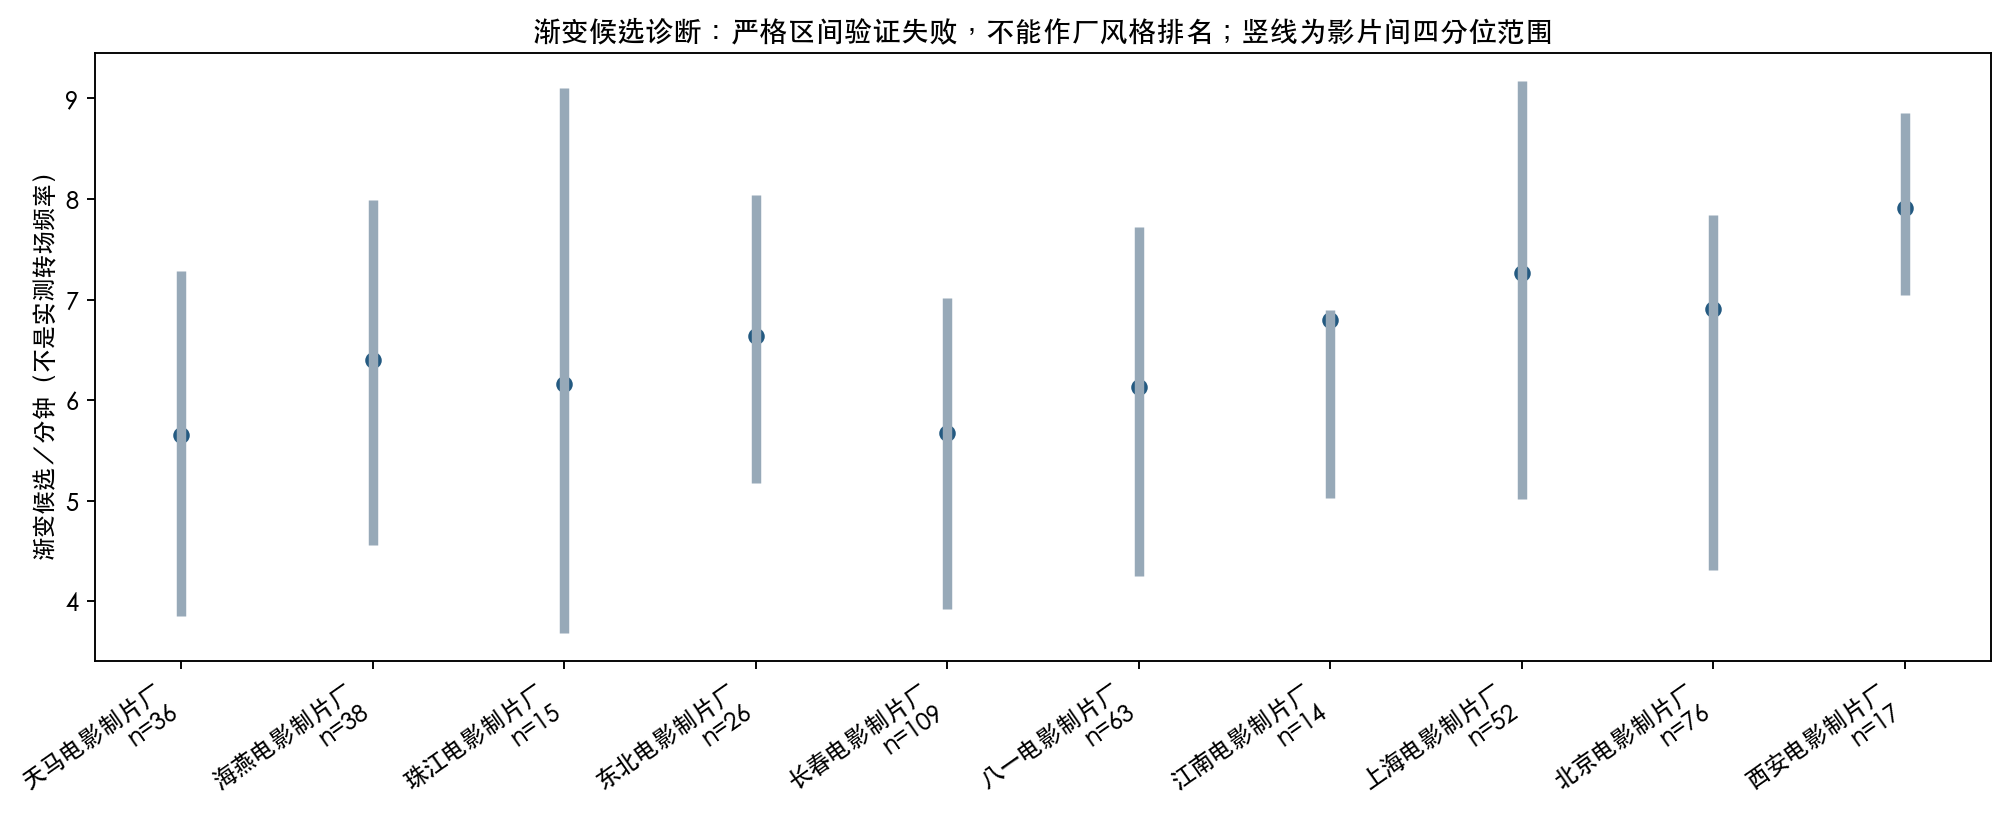 渐变候选诊断：严格区间验证失败，不能作厂风格排名；竖线为影片间四分位范围
渐变候选／分钟（不是实测转场频率）
9
8
7
6
5
4
天马电影制片厂
n=36
海燕电影制片厂
n=38
珠江电影制片厂
n=15
东北电影制片厂
n=26
长春电影制片厂
n=109
八一电影制片厂
n=63
江南电影制片厂
n=14
上海电影制片厂
n=52
北京电影制片厂
n=76
西安电影制片厂
n=17